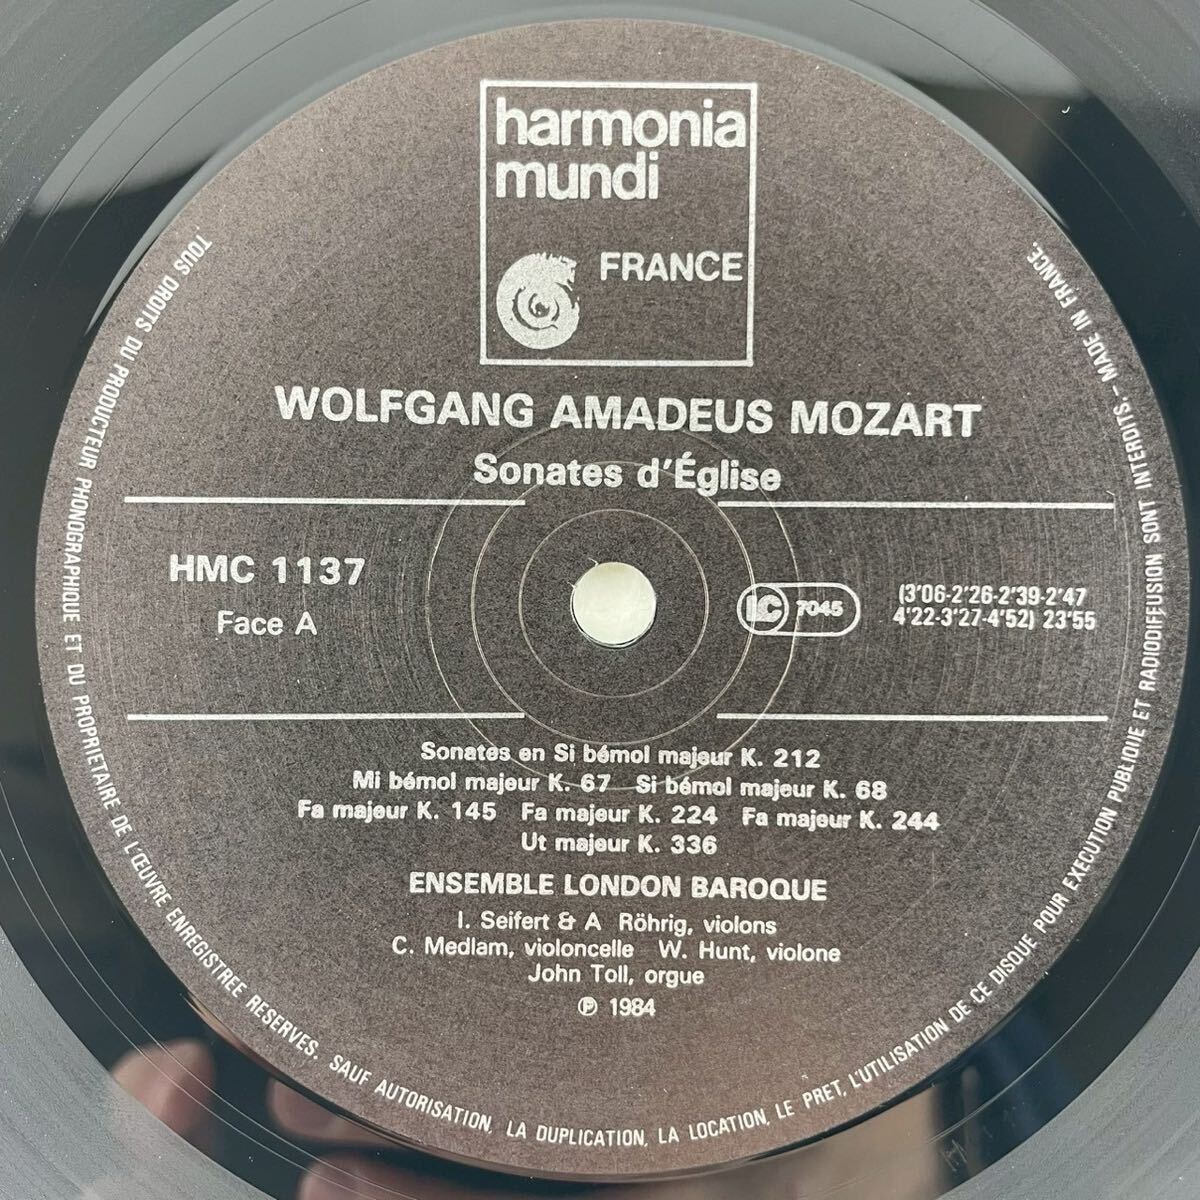 harmonia
mundi
FRANCE
WOLFGANG AMADEUS MOZART
Sonates d'Église
HMC 1137
Face A
LC 7045
(3'06-2'26-2'39-2'47
4'22-3'27-4'52) 23'55
Sonates en Si bémol majeur K. 212
Mi bémol majeur K. 67 Si bémol majeur K. 68
Fa majeur K. 145 Fa majeur K. 224 Fa majeur K. 244
Ut majeur K. 336
ENSEMBLE LONDON BAROQUE
I. Seifert & A Röhrig, violons
C. Medlam, violoncelle W. Hunt, violone
John Toll, orgue
℗ 1984
TOUS DROITS DU PRODUCTEUR PHONOGRAPHIQUE ET DU PROPRIETAIRE DE L'ŒUVRE ENREGISTREE RESERVES. SAUF AUTORISATION, LA DUPLICATION, LA LOCATION, LE PRET, L'UTILISATION DE CE DISQUE POUR EXECUTION PUBLIQUE ET RADIODIFFUSION SONT INTERDITS. - MADE IN FRANCE.